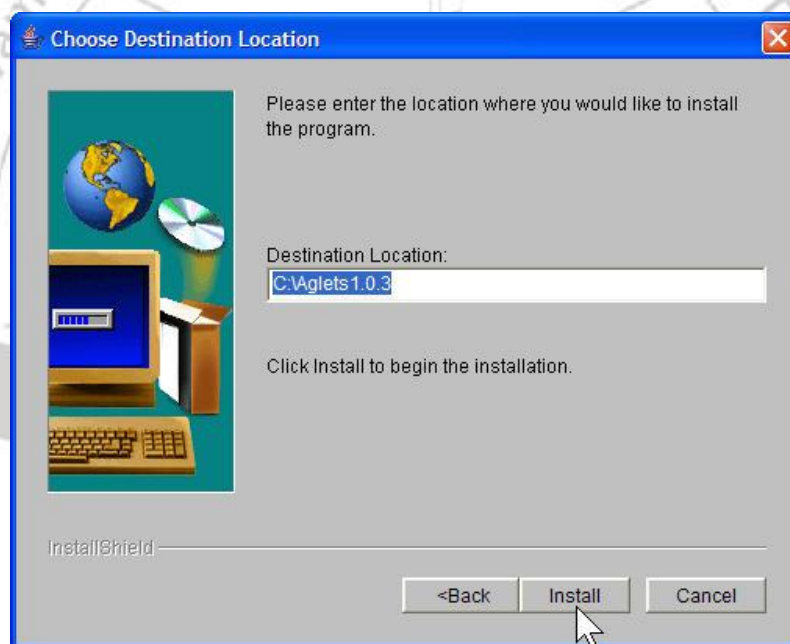 Choose Destination Location
Please enter the location where you would like to install
the program.
Destination Location:
C:\Aglets1.0.3
Click Install to begin the installation.
InstallShield
<Back
Install
Cancel